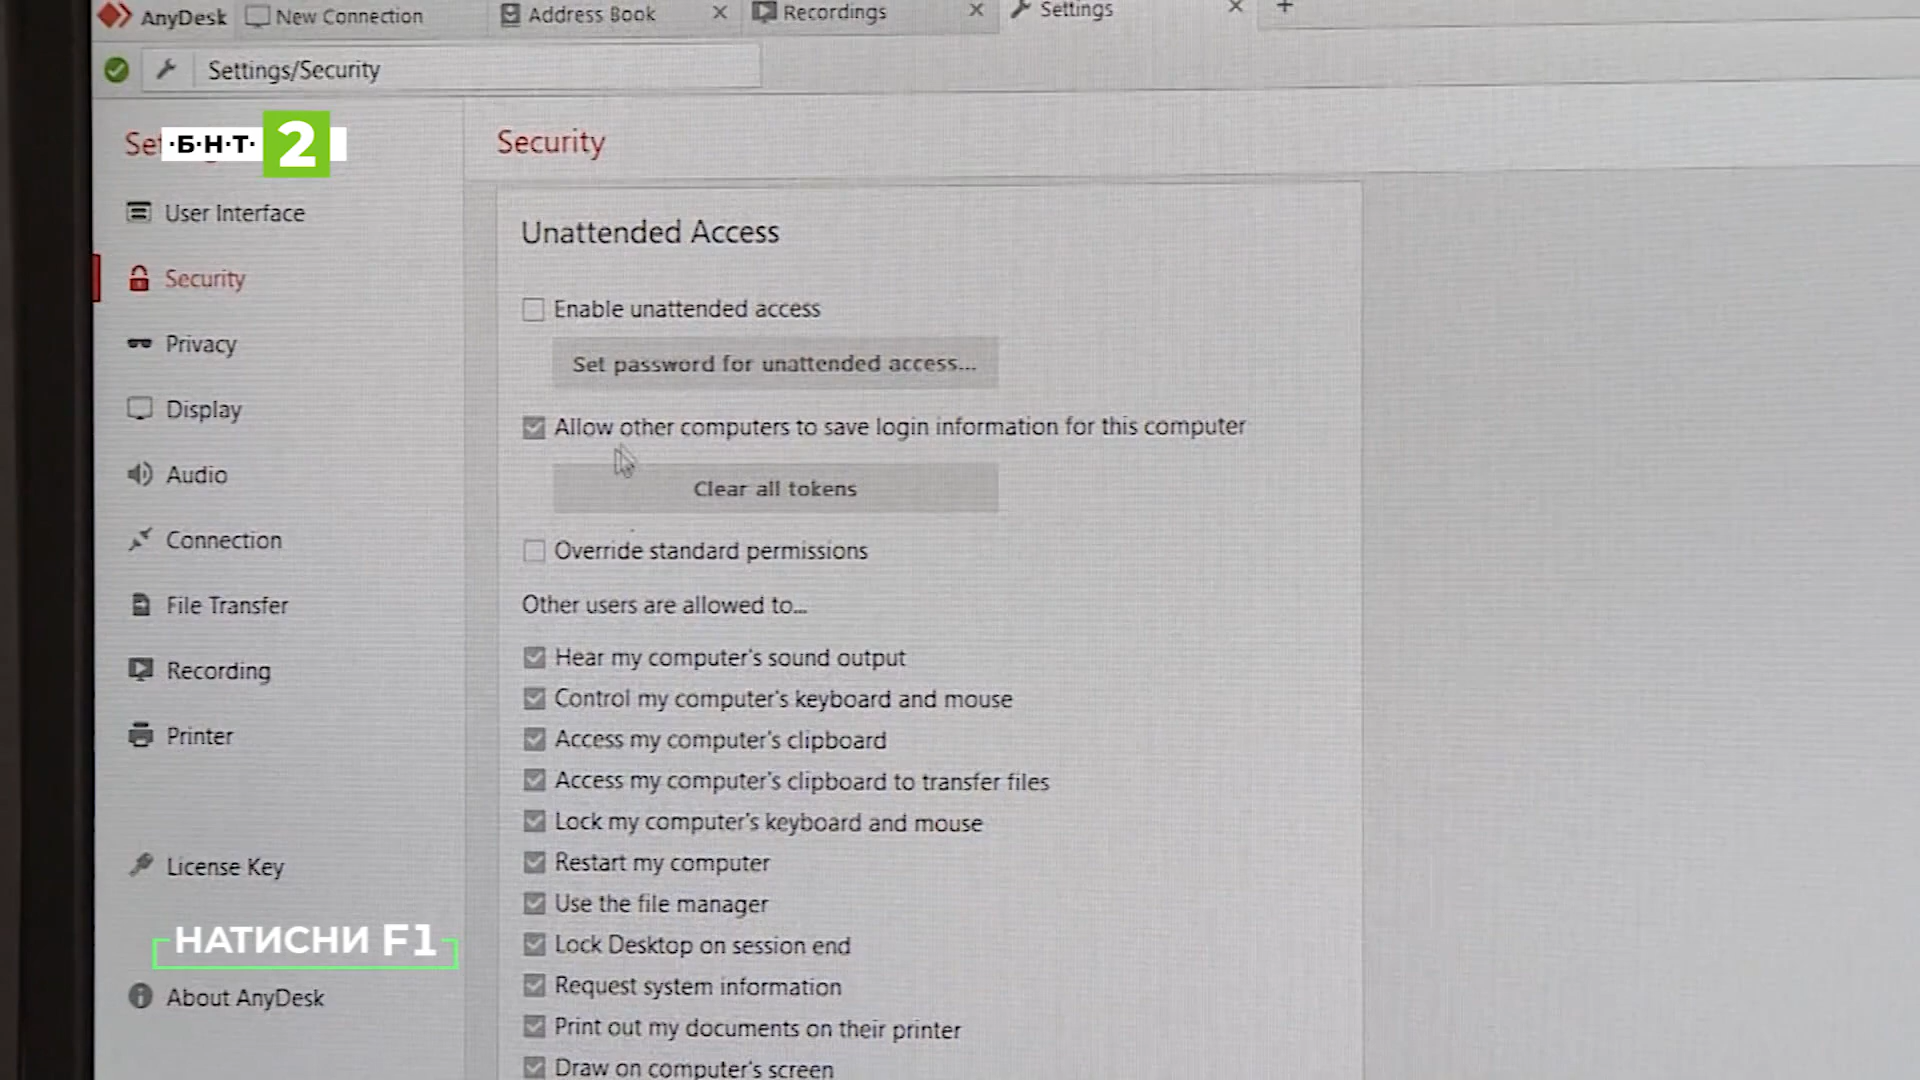 AnyDesk
New Connection
Address Book
Recordings
Settings
Settings/Security
·Б·Н·Т· 2
Security
User Interface
Security
Privacy
Display
Audio
Connection
File Transfer
Recording
Printer
License Key
НАТИСНИ F1
About AnyDesk
Unattended Access
Enable unattended access
Set password for unattended access...
Allow other computers to save login information for this computer
Clear all tokens
Override standard permissions
Other users are allowed to...
Hear my computer's sound output
Control my computer's keyboard and mouse
Access my computer's clipboard
Access my computer's clipboard to transfer files
Lock my computer's keyboard and mouse
Restart my computer
Use the file manager
Lock Desktop on session end
Request system information
Print out my documents on their printer
Draw on computer's screen